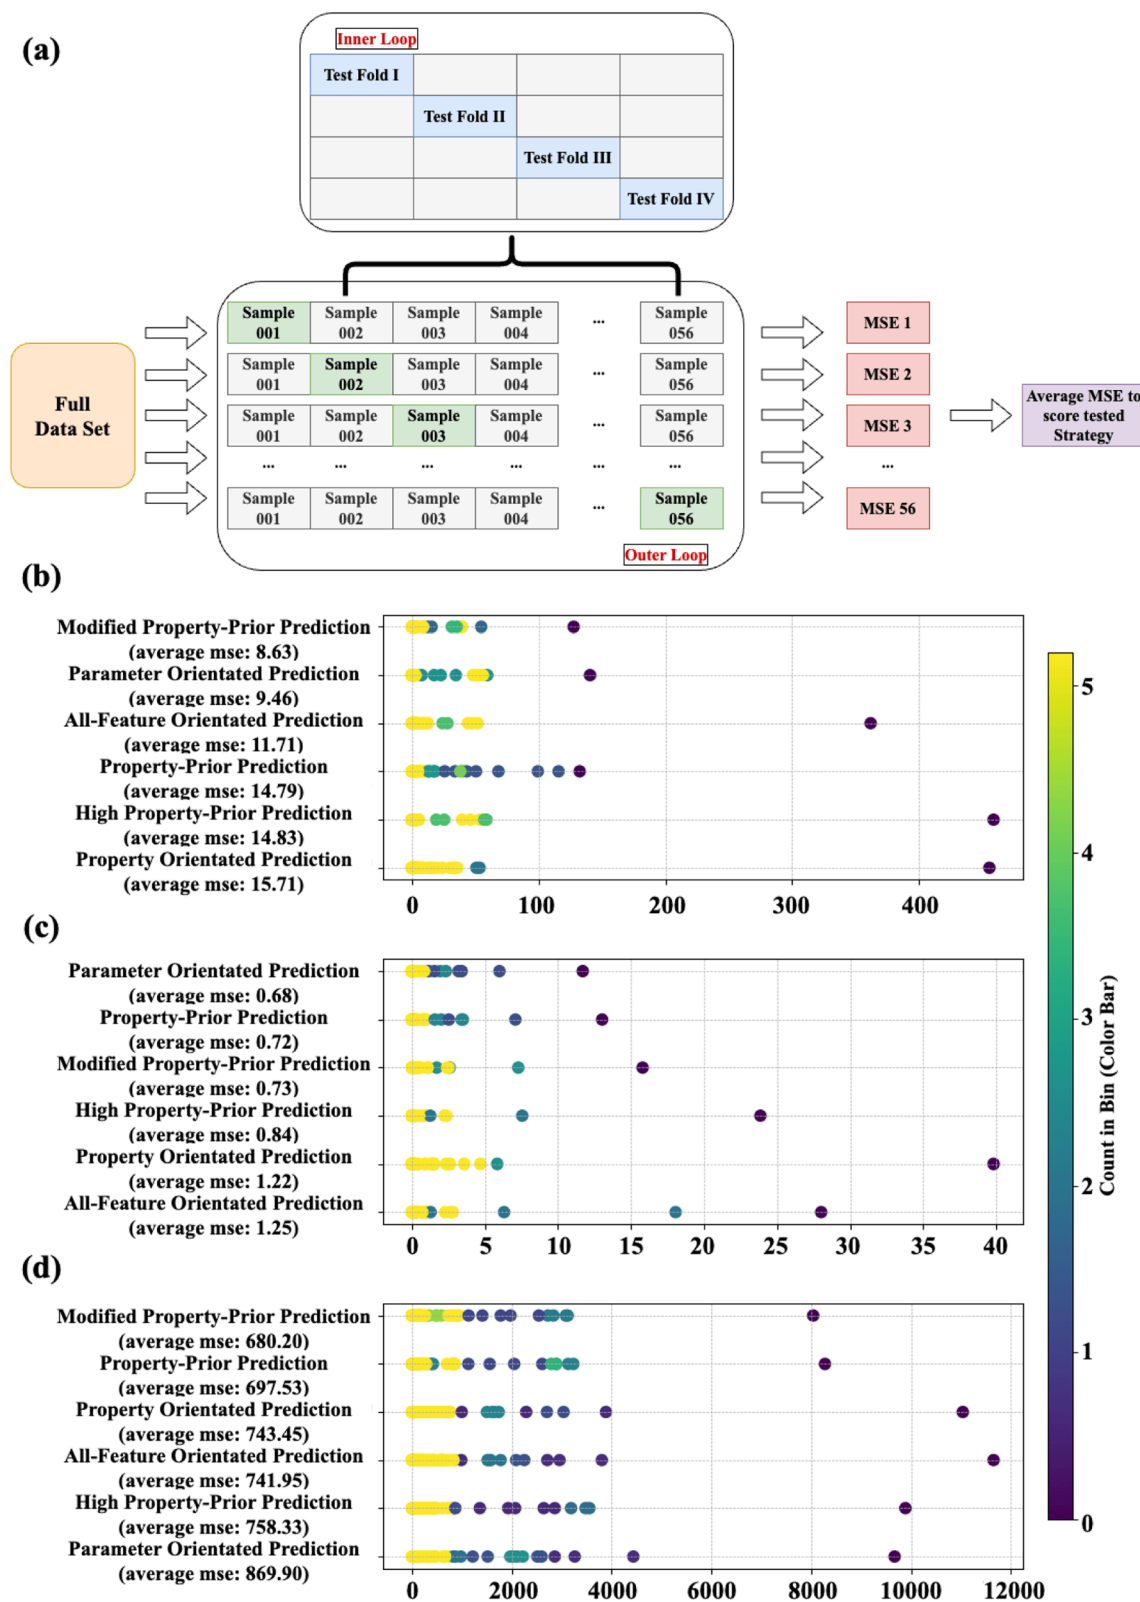 (a)
Inner Loop
Test Fold I
Test Fold II
Test Fold III
Test Fold IV
Full
Data Set
Sample Sample Sample Sample ... Sample
001 002 003 004 056
Sample Sample Sample Sample ... Sample
001 002 003 004 056
Sample Sample Sample Sample ... Sample
001 002 003 004 056
... ... ... ... ... ...
Sample Sample Sample Sample ... Sample
001 002 003 004 056
Outer Loop
MSE 1
MSE 2
MSE 3
...
MSE 56
Average MSE to
score tested
Strategy
(b)
Modified Property-Prior Prediction
(average mse: 8.63)
Parameter Orientated Prediction
(average mse: 9.46)
All-Feature Orientated Prediction
(average mse: 11.71)
Property-Prior Prediction
(average mse: 14.79)
High Property-Prior Prediction
(average mse: 14.83)
Property Orientated Prediction
(average mse: 15.71)
0 100 200 300 400
(c)
Parameter Orientated Prediction
(average mse: 0.68)
Property-Prior Prediction
(average mse: 0.72)
Modified Property-Prior Prediction
(average mse: 0.73)
High Property-Prior Prediction
(average mse: 0.84)
Property Orientated Prediction
(average mse: 1.22)
All-Feature Orientated Prediction
(average mse: 1.25)
0 5 10 15 20 25 30 35 40
(d)
Modified Property-Prior Prediction
(average mse: 680.20)
Property-Prior Prediction
(average mse: 697.53)
Property Orientated Prediction
(average mse: 743.45)
All-Feature Orientated Prediction
(average mse: 741.95)
High Property-Prior Prediction
(average mse: 758.33)
Parameter Orientated Prediction
(average mse: 869.90)
0 2000 4000 6000 8000 10000 12000
5
4
3
2
1
0
Count in Bin (Color Bar)